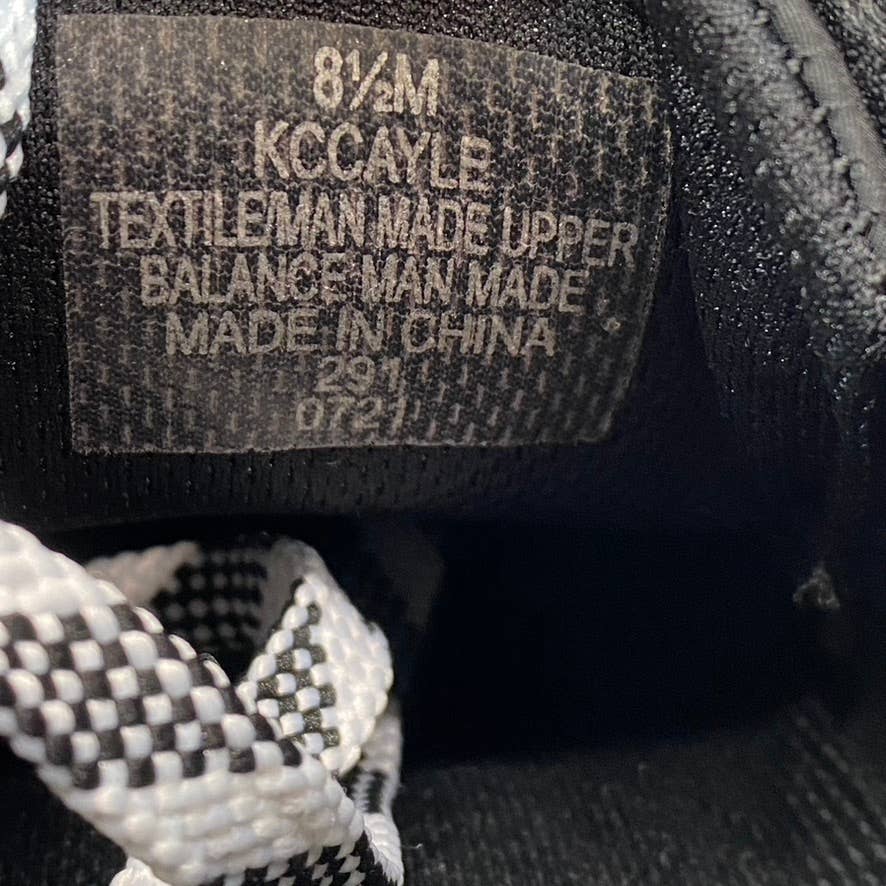 8½M
KCCAYLE
TEXTILE/MAN MADE UPPER
BALANCE MAN MADE
MADE IN CHINA
291
0721